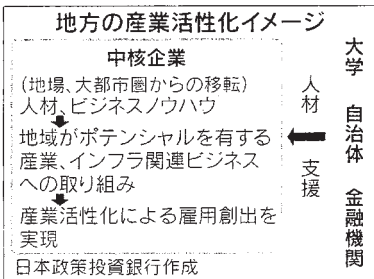 地方の産業活性化イメージ
中核企業
(地場、大都市圏からの移転)
人材、ビジネスノウハウ
地域がポテンシャルを有する
産業、インフラ関連ビジネス
への取り組み
産業活性化による雇用創出を
実現
人材
支援
大学
自治体
金融機関
日本政策投資銀行作成